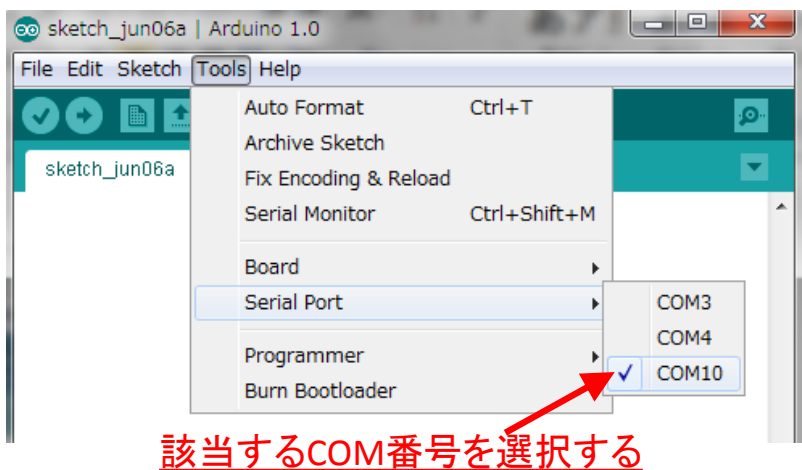 sketch_jun06a | Arduino 1.0
File Edit Sketch Tools Help
sketch_jun06a
Auto Format Ctrl+T
Archive Sketch
Fix Encoding & Reload
Serial Monitor Ctrl+Shift+M
Board
Serial Port
Programmer
Burn Bootloader
COM3
COM4
COM10
該当するCOM番号を選択する